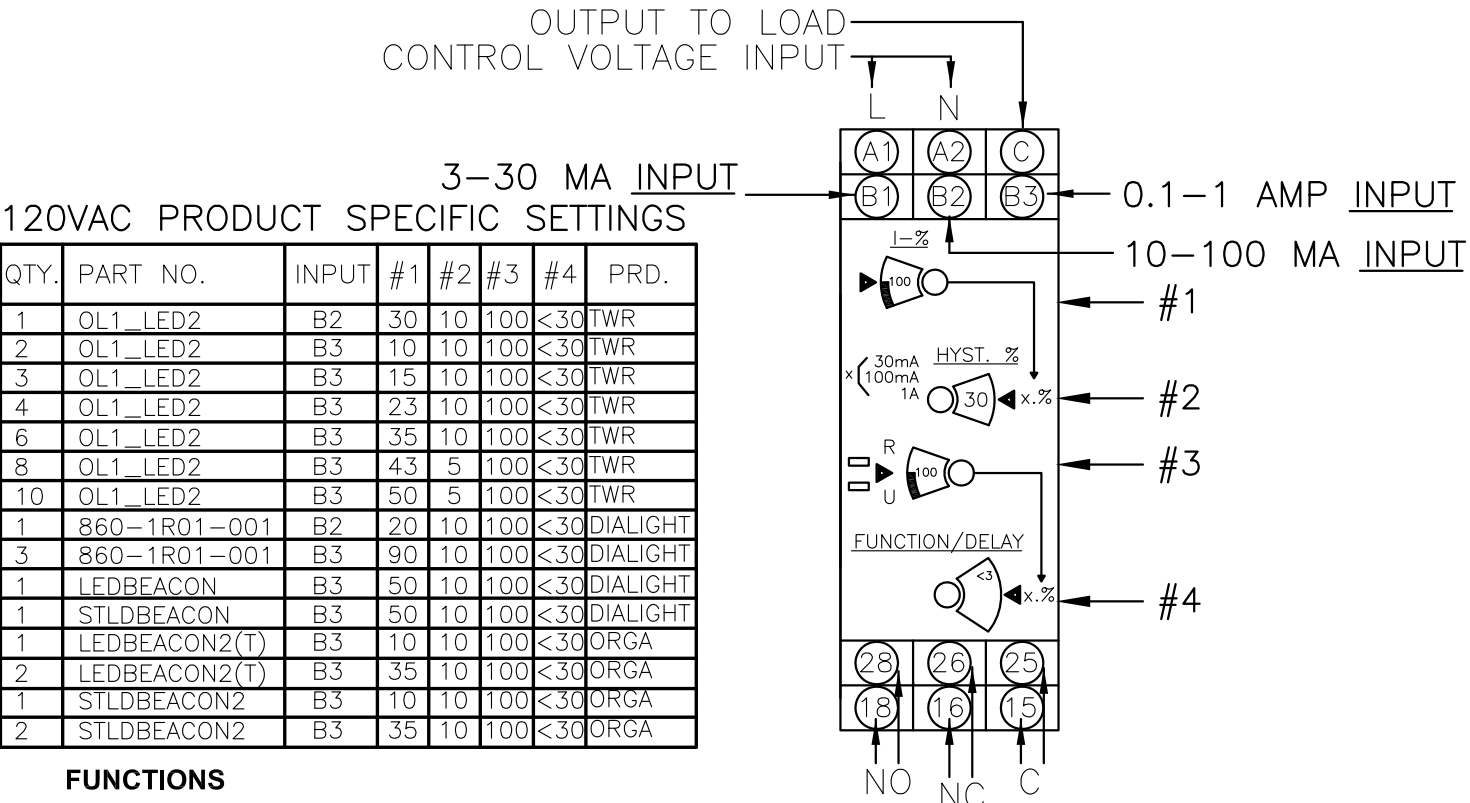 OUTPUT TO LOAD
CONTROL VOLTAGE INPUT
L N
A1 A2 C
3-30 MA INPUT
B1 B2 B3
0.1-1 AMP INPUT
10-100 MA INPUT
120VAC PRODUCT SPECIFIC SETTINGS
QTY. PART NO. INPUT #1 #2 #3 #4 PRD.
1 OL1_LED2 B2 30 10 100 <30 TWR
2 OL1_LED2 B3 10 10 100 <30 TWR
3 OL1_LED2 B3 15 10 100 <30 TWR
4 OL1_LED2 B3 23 10 100 <30 TWR
6 OL1_LED2 B3 35 10 100 <30 TWR
8 OL1_LED2 B3 43 5 100 <30 TWR
10 OL1_LED2 B3 50 5 100 <30 TWR
1 860-1R01-001 B2 20 10 100 <30 DIALIGHT
3 860-1R01-001 B3 90 10 100 <30 DIALIGHT
1 LEDBEACON B3 50 10 100 <30 DIALIGHT
1 STLDBEACON B3 50 10 100 <30 DIALIGHT
1 LEDBEACON2(T) B3 10 10 100 <30 ORGA
2 LEDBEACON2(T) B3 35 10 100 <30 ORGA
1 STLDBEACON2 B3 10 10 100 <30 ORGA
2 STLDBEACON2 B3 35 10 100 <30 ORGA
FUNCTIONS
I-%
100
#1
HYST. %
x 30mA
100mA
1A
30 x.%
#2
R
100
U
#3
FUNCTION/DELAY
<3
x.%
#4
28 26 25
18 16 15
NO NC C